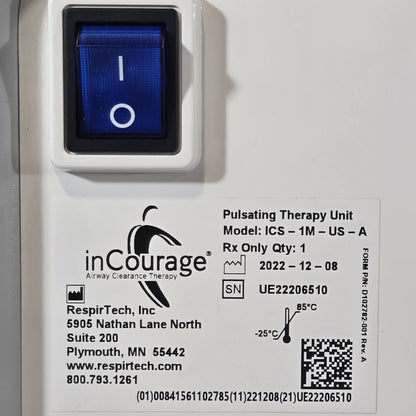 I
O
inCourage®
Airway Clearance Therapy
RespirTech, Inc
5905 Nathan Lane North
Suite 200
Plymouth, MN 55442
www.respirtech.com
800.793.1261
Pulsating Therapy Unit
Model: ICS - 1M - US - A
Rx Only Qty: 1
2022 - 12 - 08
SN UE22206510
85°C
-25°C
FORM P/N: D102782-001 Rev. A
(01)00841561102785(11)221208(21)UE22206510